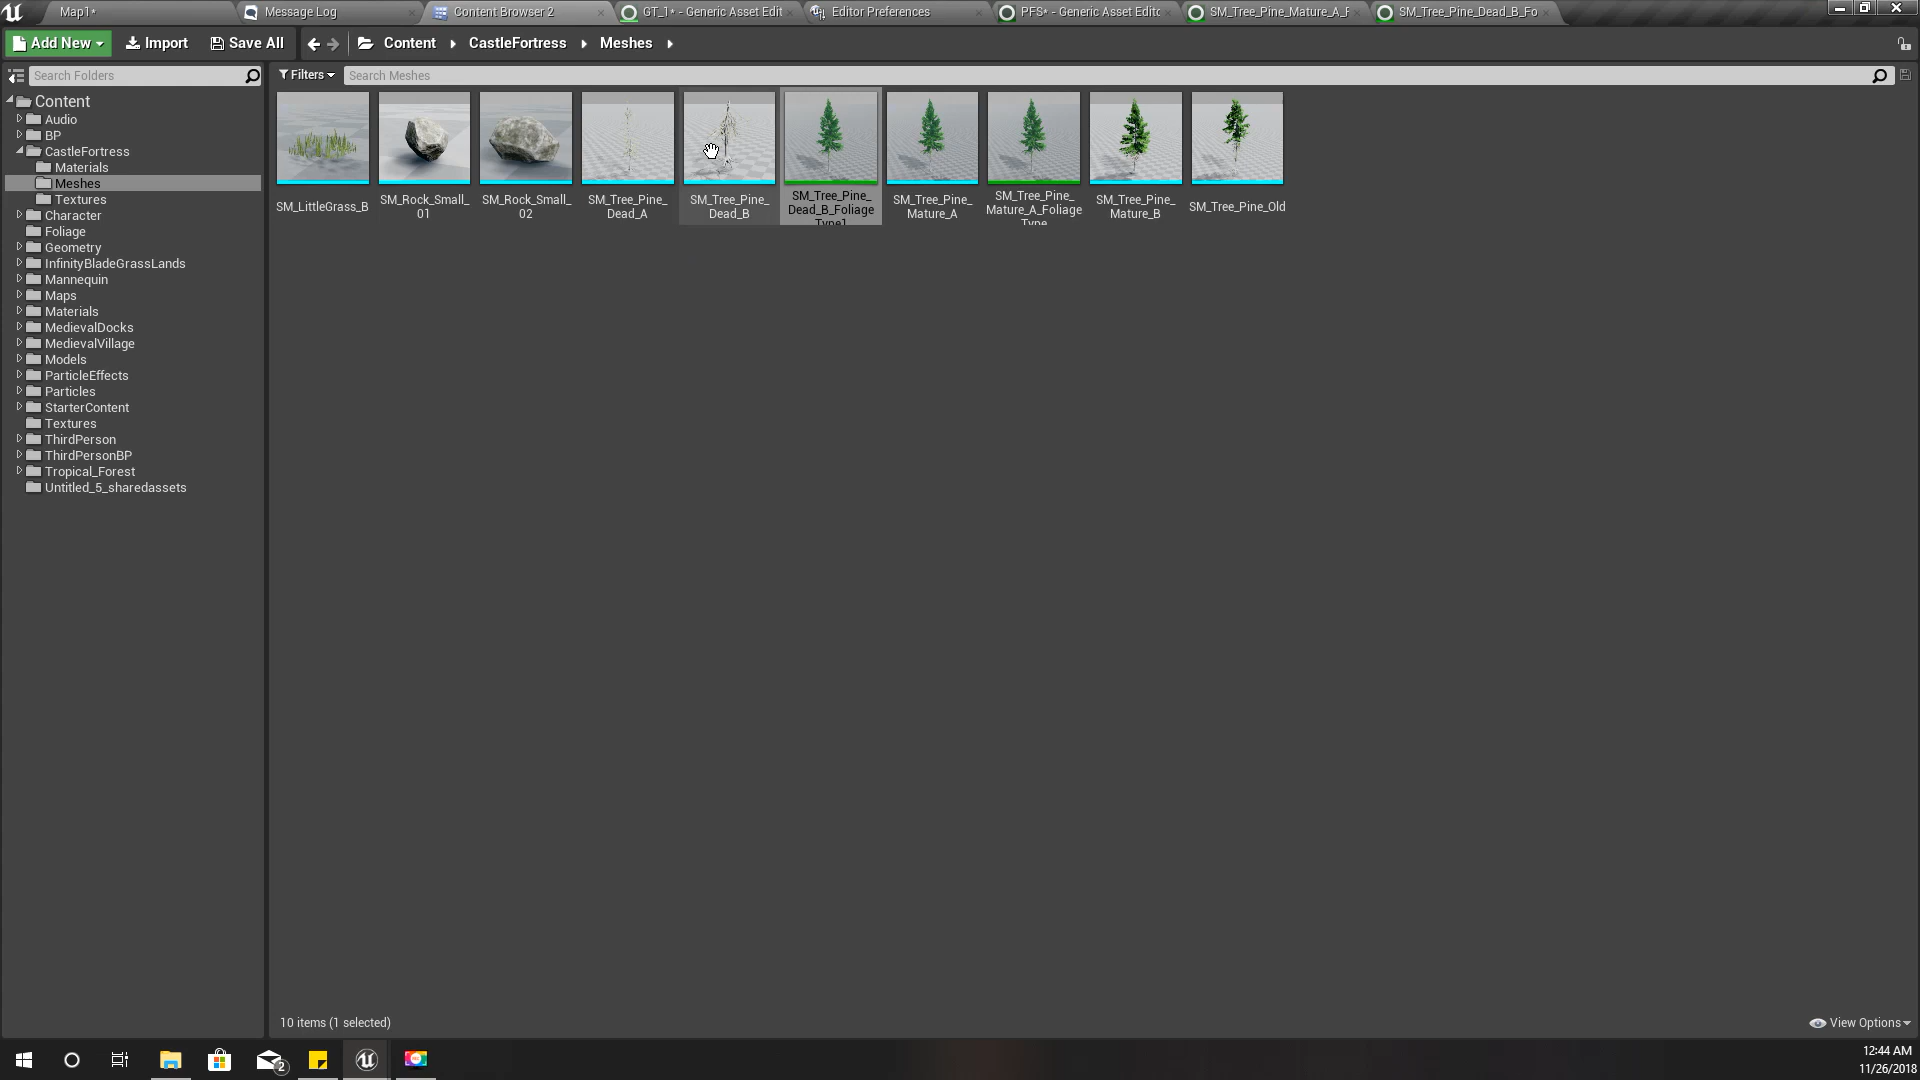 Map1*
Message Log
Content Browser 2
GT_1* - Generic Asset Edit
Editor Preferences
PFS* - Generic Asset Edito
SM_Tree_Pine_Mature_A_F
SM_Tree_Pine_Dead_B_Fo
Add New
Import
Save All
Content
CastleFortress
Meshes
Search Folders
Filters
Search Meshes
Content
Audio
BP
CastleFortress
Materials
Meshes
Textures
Character
Foliage
Geometry
InfinityBladeGrassLands
Mannequin
Maps
Materials
MedievalDocks
MedievalVillage
Models
ParticleEffects
Particles
StarterContent
Textures
ThirdPerson
ThirdPersonBP
Tropical_Forest
Untitled_5_sharedassets
SM_LittleGrass_B
SM_Rock_Small_
01
SM_Rock_Small_
02
SM_Tree_Pine_
Dead_A
SM_Tree_Pine_
Dead_B
SM_Tree_Pine_
Dead_B_Foliage
Type1
SM_Tree_Pine_
Mature_A
SM_Tree_Pine_
Mature_A_Foliage
Type
SM_Tree_Pine_
Mature_B
SM_Tree_Pine_Old
10 items (1 selected)
View Options
2
12:44 AM
11/26/2018